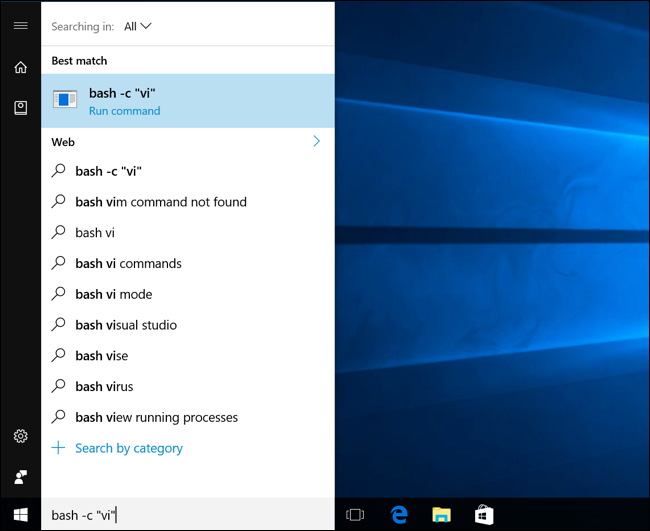 Searching in: All
Best match
bash -c "vi"
Run command
Web
bash -c "vi"
bash vim command not found
bash vi
bash vi commands
bash vi mode
bash visual studio
bash vise
bash virus
bash view running processes
Search by category
bash -c "vi"